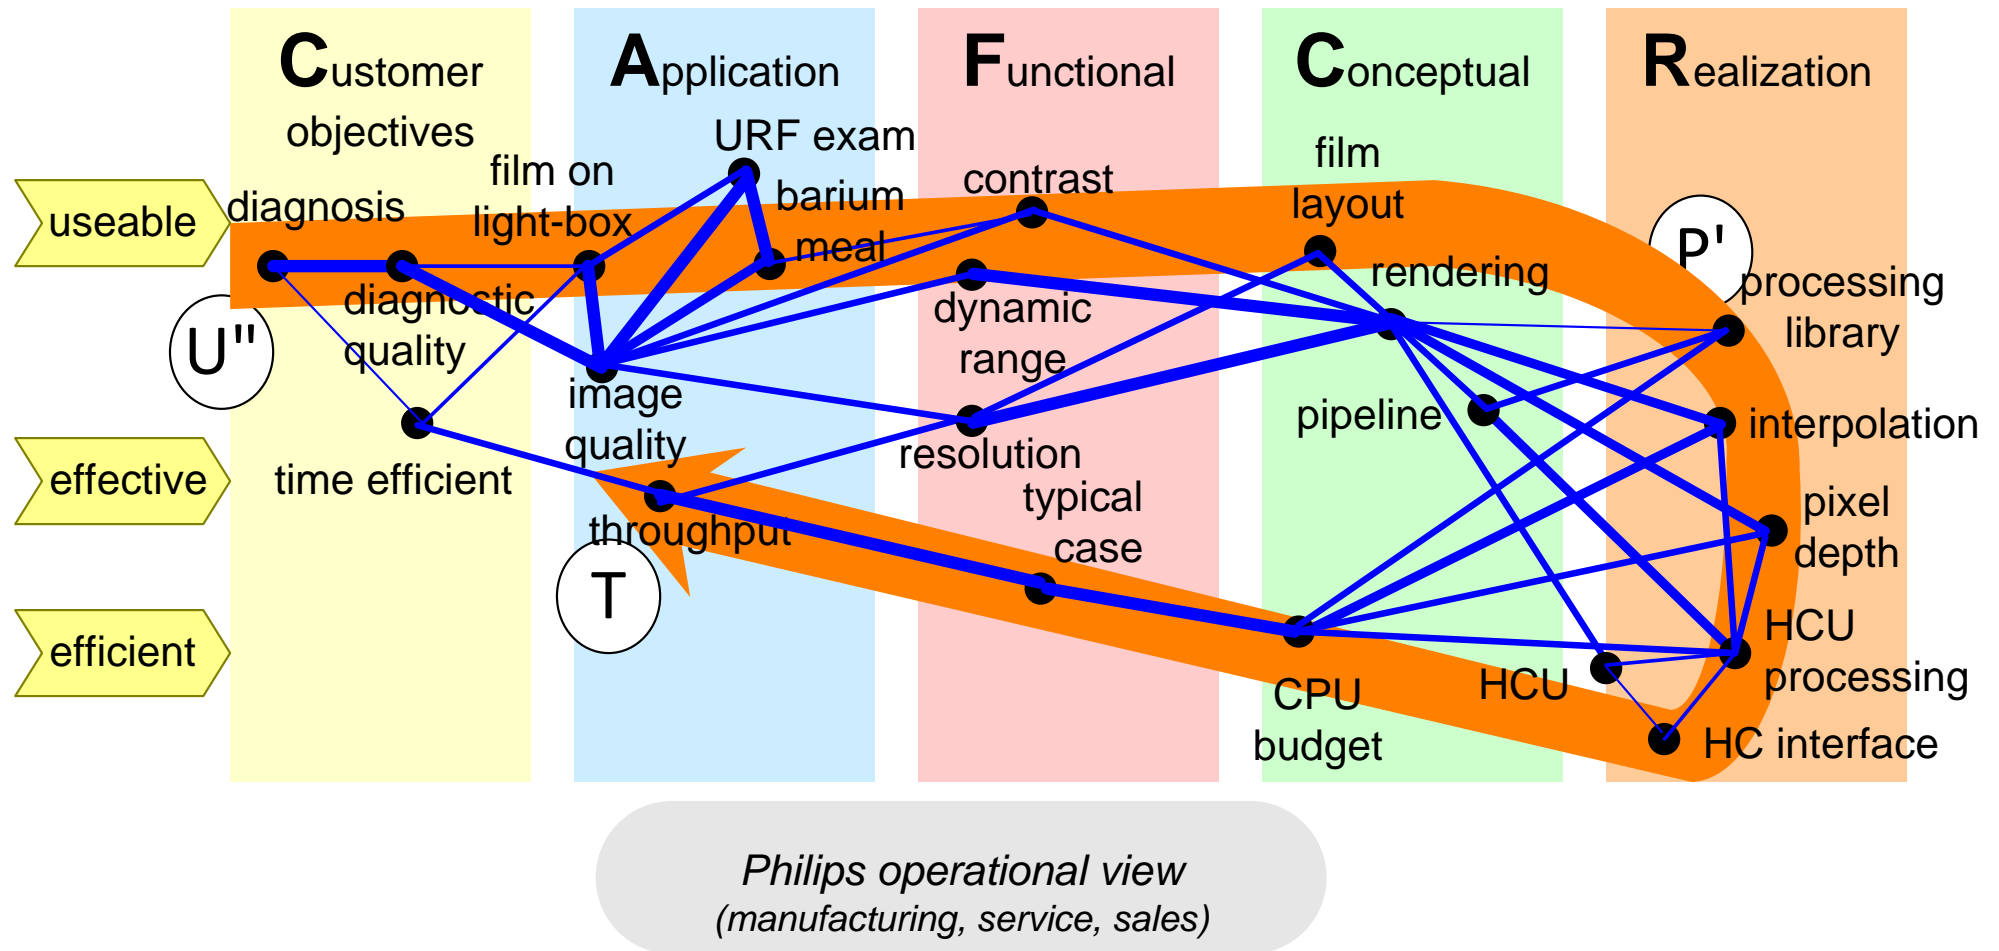 Customer
objectives
Application
Functional
Conceptual
Realization
useable
effective
efficient
diagnosis
film on
light-box
URF exam
barium
meal
contrast
film
layout
rendering
P'
processing
library
U"
diagnostic
quality
dynamic
range
image
quality
pipeline
interpolation
time efficient
resolution
throughput
typical
case
pixel
depth
T
HCU
processing
CPU
budget
HCU
HC interface
Philips operational view
(manufacturing, service, sales)